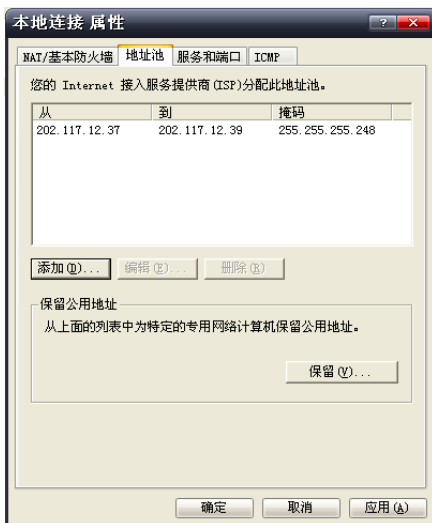 本地连接 属性
NAT/基本防火墙 地址池 服务和端口 ICMP
您的 Internet 接入服务提供商(ISP)分配此地址池。
从 到 掩码
202.117.12.37 202.117.12.39 255.255.255.248
添加(D)... 编辑(E)... 删除(R)
保留公用地址
从上面的列表中为特定的专用网络计算机保留公用地址。
保留(V)...
确定 取消 应用(A)